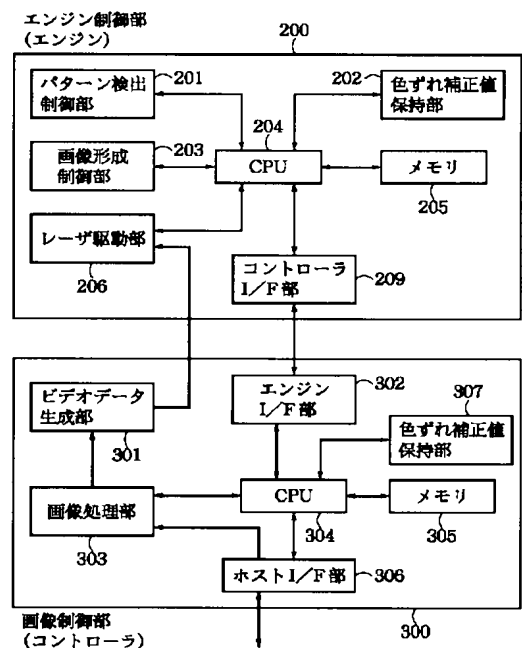 エンジン制御部
(エンジン)
200
パターン検出
制御部
201
202
色ずれ補正値
保持部
204
画像形成
制御部
203
CPU
メモリ
205
レーザ駆動部
206
コントローラ
I/F部
209
ビデオデータ
生成部
301
エンジン
I/F部
302
307
色ずれ補正値
保持部
画像処理部
303
CPU
304
メモリ
305
ホストI/F部
306
画像制御部
(コントローラ)
300